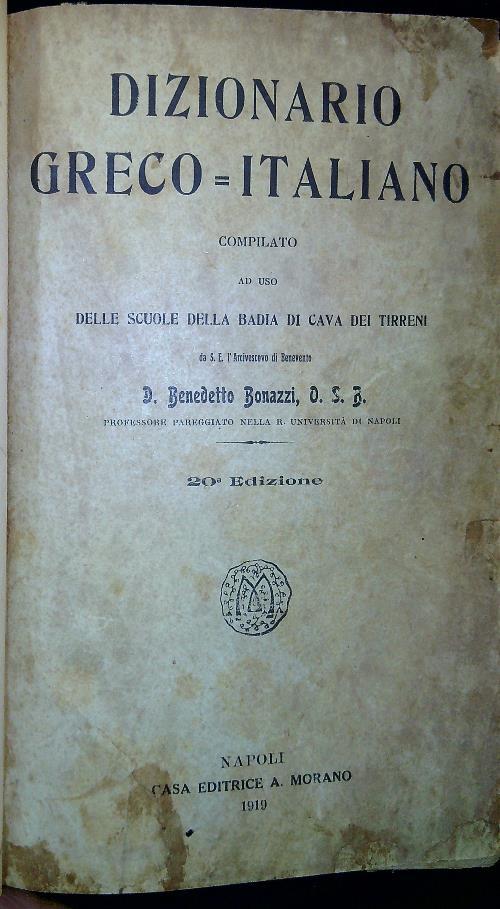 DIZIONARIO
GRECO=ITALIANO
COMPILATO
AD USO
DELLE SCUOLE DELLA BADIA DI CAVA DEI TIRRENI
da S. E. l'Arcivescovo di Benevento
D. Benedetto Bonazzi, O. S. B.
PROFESSORE PAREGGIATO NELLA R. UNIVERSITÀ DI NAPOLI
20ª Edizione
NAPOLI
CASA EDITRICE A. MORANO
1919